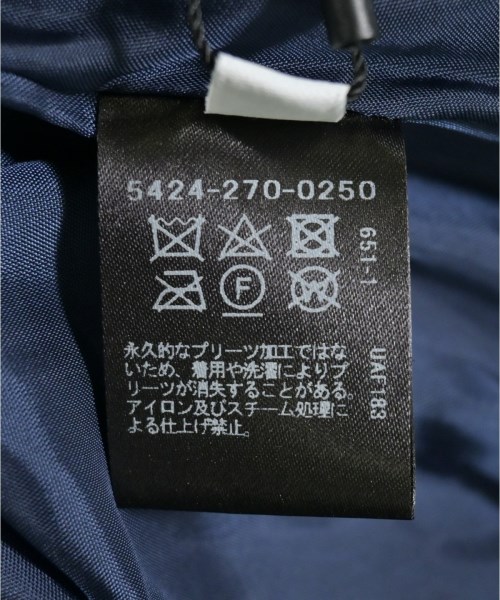 5424-270-0250
F
W
永久的なプリーツ加工ではな
いため、着用や洗濯によりプ
リーツが消失することがある。
アイロン及びスチーム処理に
よる仕上げ禁止。
651-1
UAF183